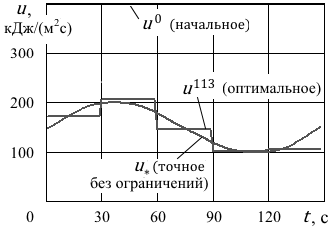 u,
кДж/(м²с)
u⁰ (начальное)
300
200
u¹¹³ (оптимальное)
100
u* (точное
без ограничений)
0 30 60 90 120 t, с